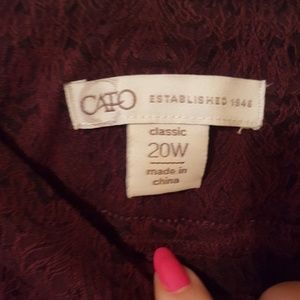 CATO ESTABLISHED 1946
classic
20W
made in
china